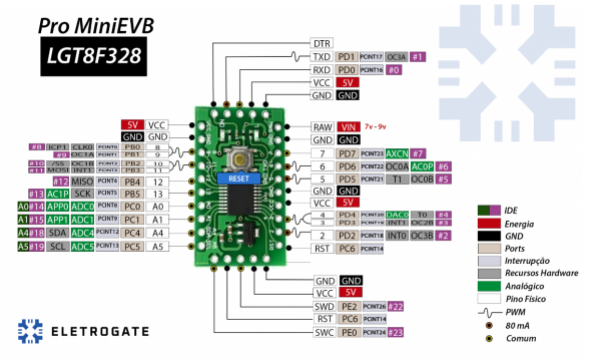 Pro MiniEVB
LGT8F328
DTR
TXD PD1 PCINT17 OC3A #1
RXD PD0 PCINT16 #0
VCC 5V
GND GND
5V VCC
GND GND
#8 ICP1 CLK0 PCINT0 PB0 8
#9 OC1A PCINT1 PB1 9
#10 /SS OC1B PCINT2 PB2 10
#11 MOSI PCINT3 PB3 11
#12 MISO PCINT4 PB4 12
#13 AC1P SCK PCINT5 PB5 13
A0 #14 APP0 ADC0 PCINT8 PC0 A0
A1 #15 APP1 ADC1 PCINT9 PC1 A1
A4 #18 SDA ADC4 PCINT12 PC4 A4
A5 #19 SCL ADC5 PCINT13 PC5 A5
RESET
RAW VIN 7v - 9v
GND GND
7 PD7 PCINT23 AXCN #7
6 PD6 PCINT22 OC0A AC0P #6
5 PD5 PCINT21 T1 OC0B #5
GND GND
VCC 5V
4 PD4 PCINT20 DAC0 T0 #4
3 PD3 PCINT19 INT1 OC2B #3
2 PD2 PCINT18 INT0 OC3B #2
RST PC6 PCINT14
GND GND
VCC 5V
SWD PE2 PCINT26 #22
RST PC6 PCINT14
SWC PE0 PCINT24 #23
IDE
Energia
GND
Ports
Interrupção
Recursos Hardware
Analógico
Pino Físico
PWM
80 mA
Comum
ELETROGATE